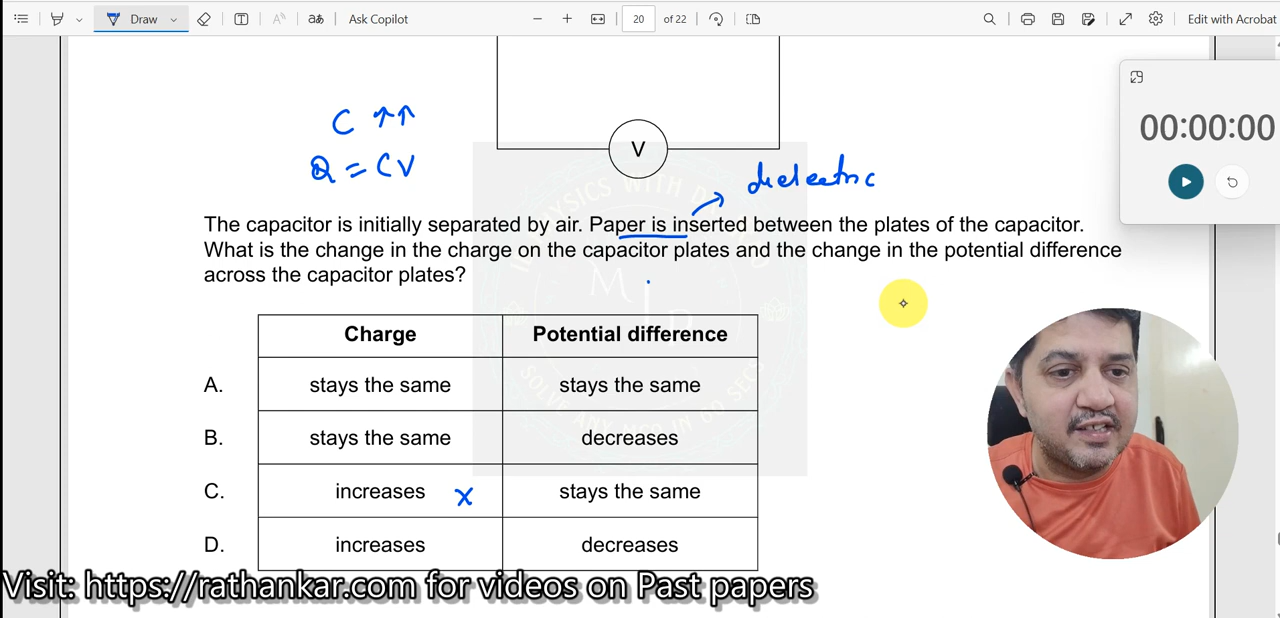 Draw
Ask Copilot
20 of 22
Edit with Acrobat
00:00:00
C ↑↑
Q = CV
V
dielectric
The capacitor is initially separated by air. Paper is inserted between the plates of the capacitor.
What is the change in the charge on the capacitor plates and the change in the potential difference
across the capacitor plates?
Charge Potential difference
A. stays the same stays the same
B. stays the same decreases
C. increases x stays the same
D. increases decreases
Visit: https://rathankar.com for videos on Past papers